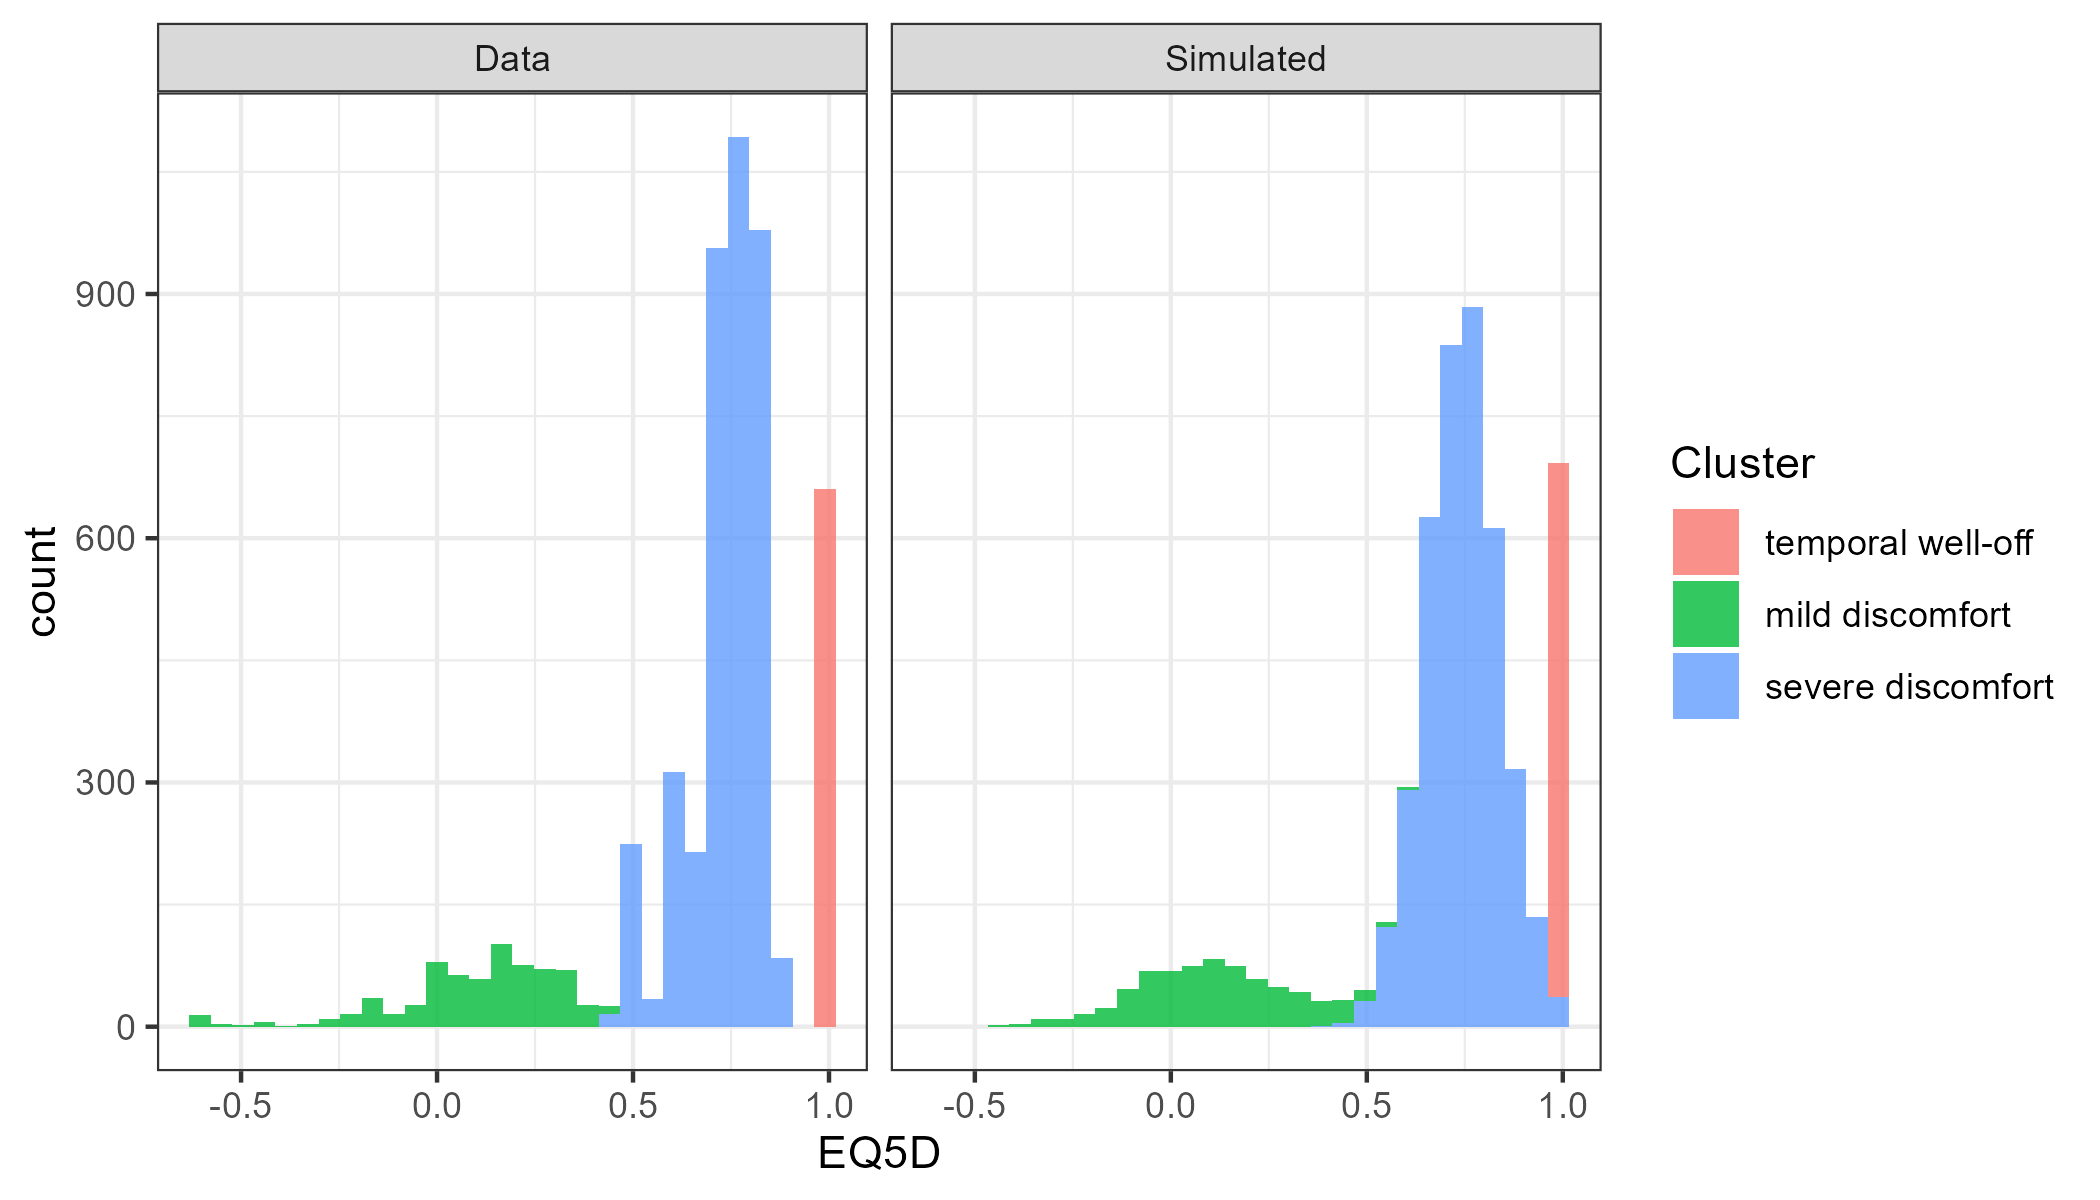 Data
Simulated
900
600
300
0
count
-0.5
0.0
0.5
1.0
-0.5
0.0
0.5
1.0
EQ5D
Cluster
temporal well-off
mild discomfort
severe discomfort